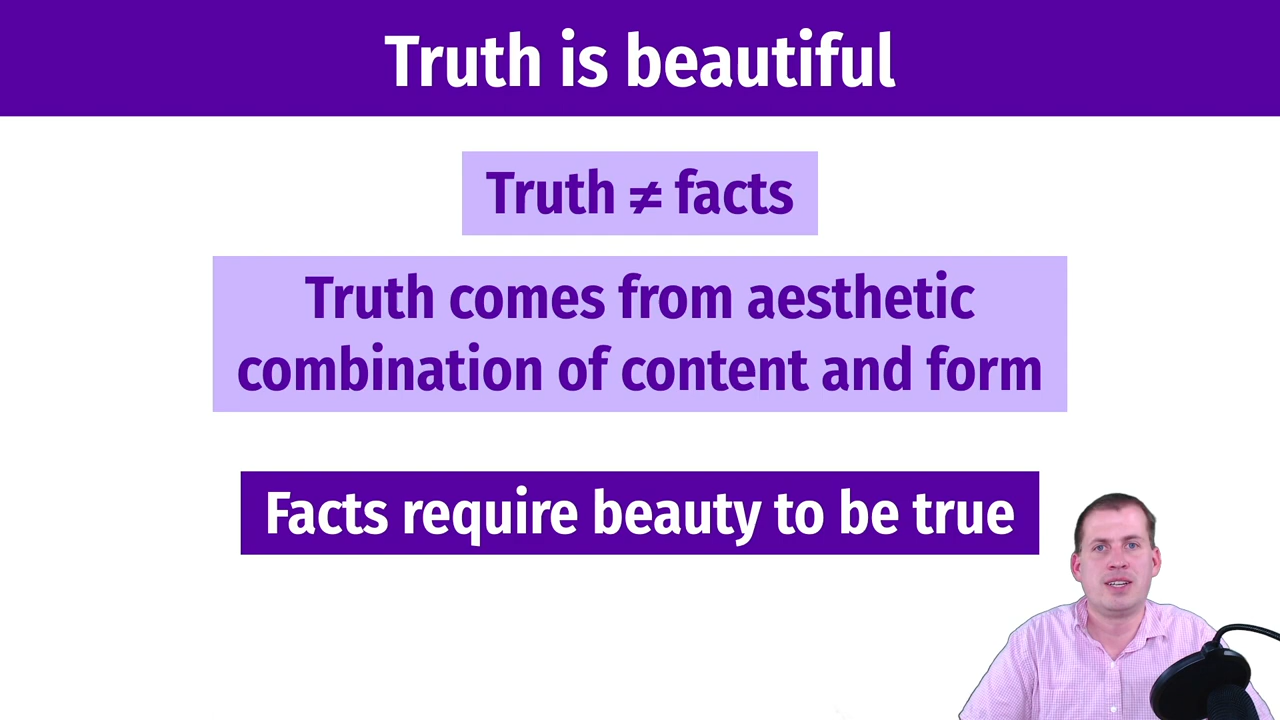 Truth is beautiful
Truth ≠ facts
Truth comes from aesthetic
combination of content and form
Facts require beauty to be true